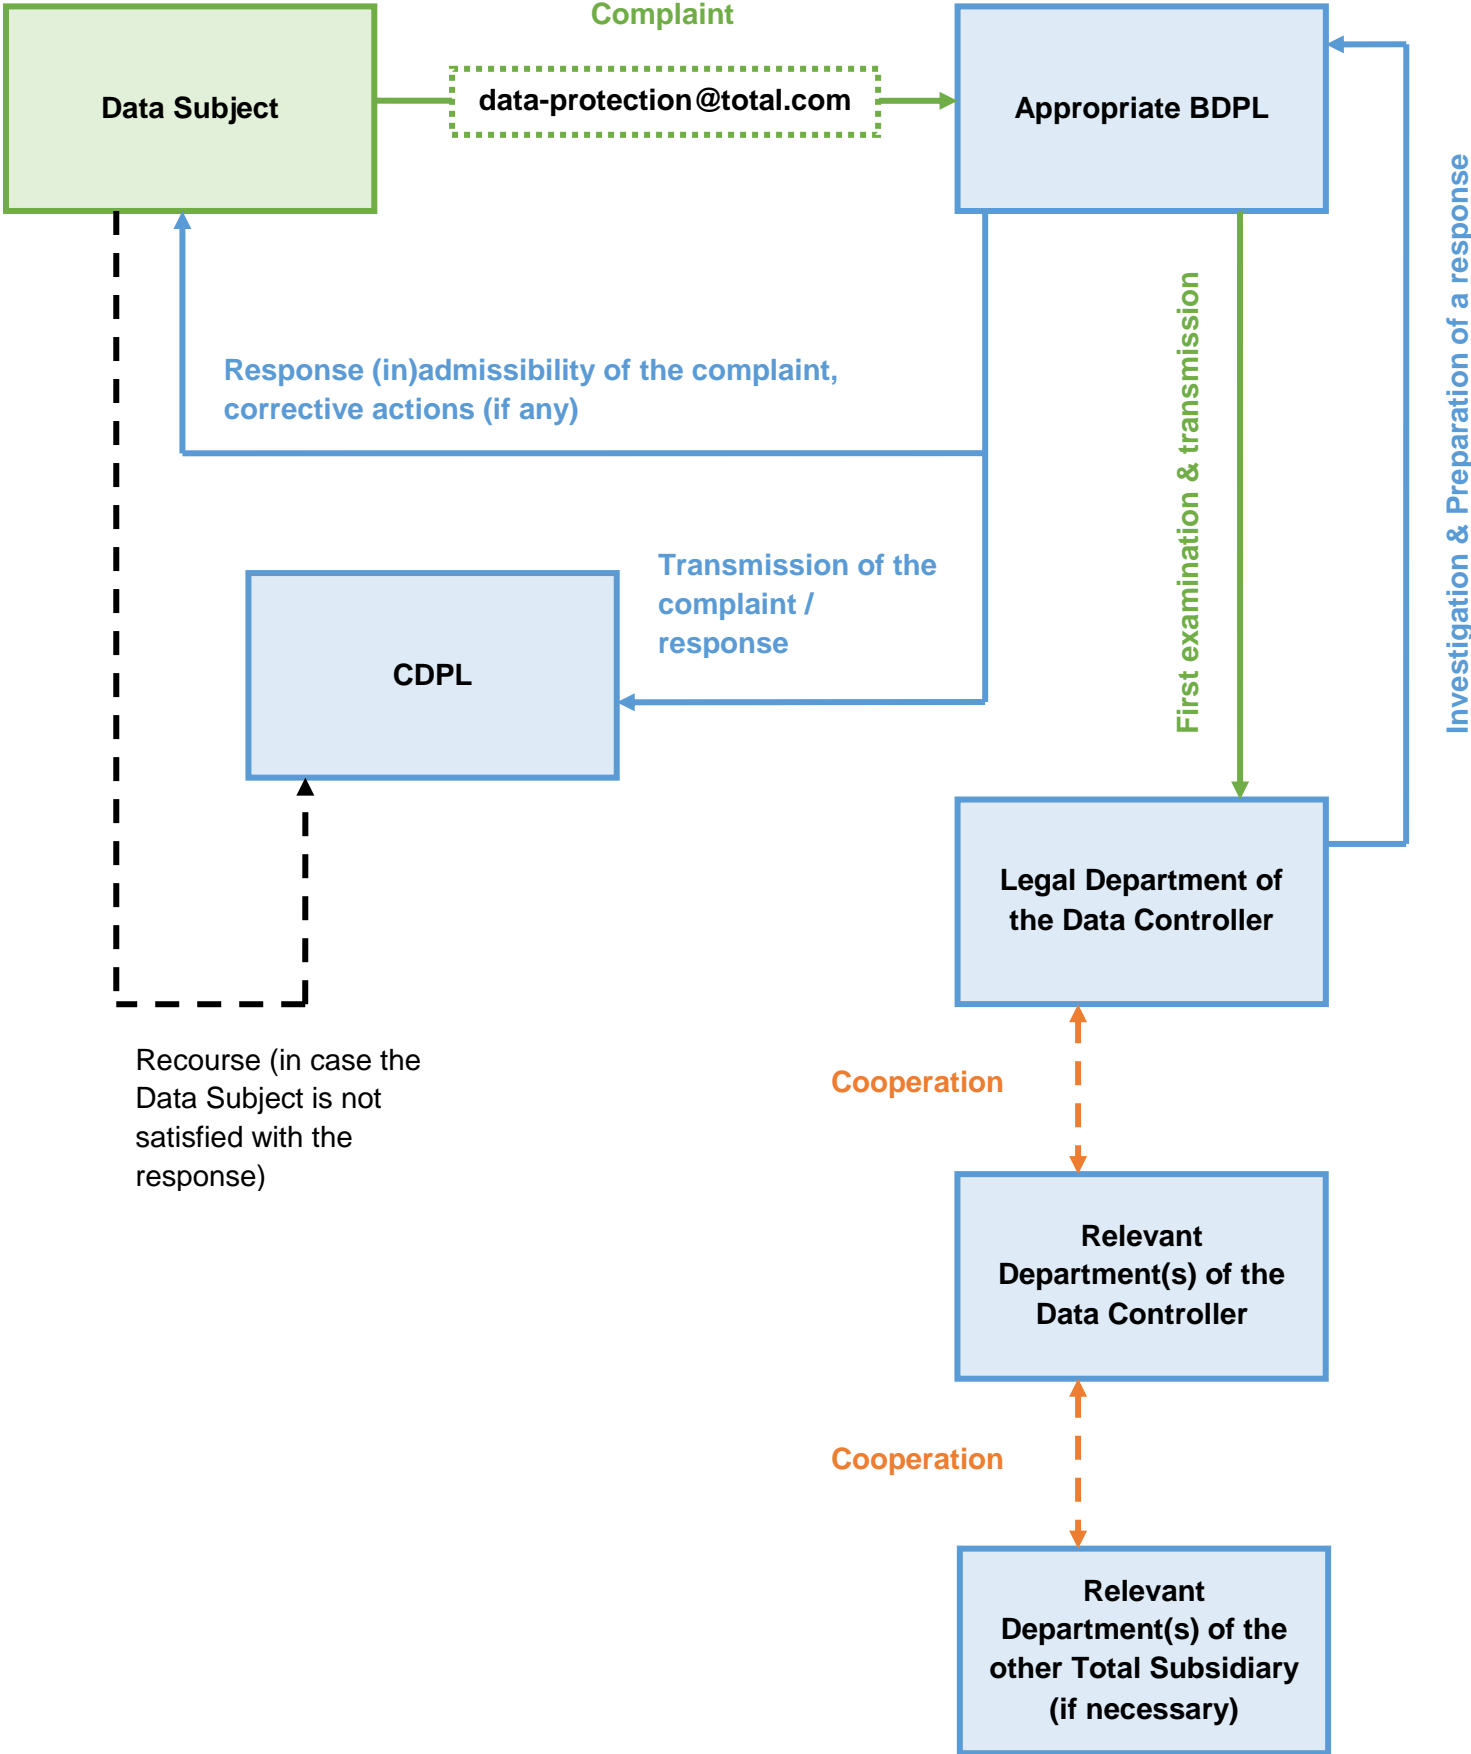 Complaint
Data Subject
data-protection@total.com
Appropriate BDPL
Investigation & Preparation of a response
First examination & transmission
Response (in)admissibility of the complaint,
corrective actions (if any)
Transmission of the
complaint /
response
CDPL
Legal Department of
the Data Controller
Recourse (in case the
Data Subject is not
satisfied with the
response)
Cooperation
Relevant
Department(s) of the
Data Controller
Cooperation
Relevant
Department(s) of the
other Total Subsidiary
(if necessary)